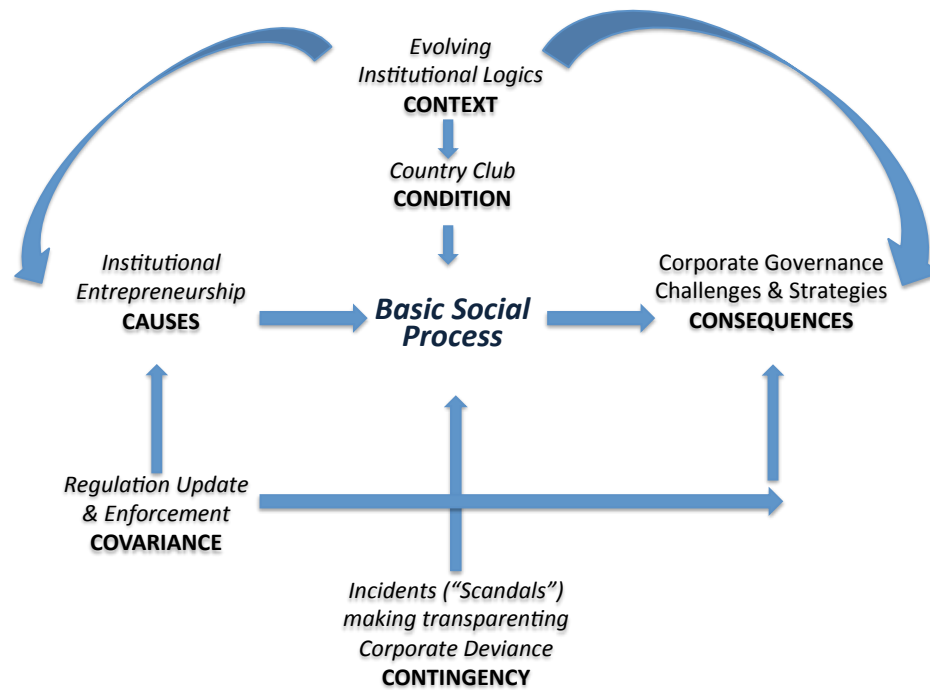 Evolving
Institutional Logics
CONTEXT
Country Club
CONDITION
Institutional
Entrepreneurship
CAUSES
Basic Social
Process
Corporate Governance
Challenges & Strategies
CONSEQUENCES
Regulation Update
& Enforcement
COVARIANCE
Incidents (“Scandals”)
making transparenting
Corporate Deviance
CONTINGENCY